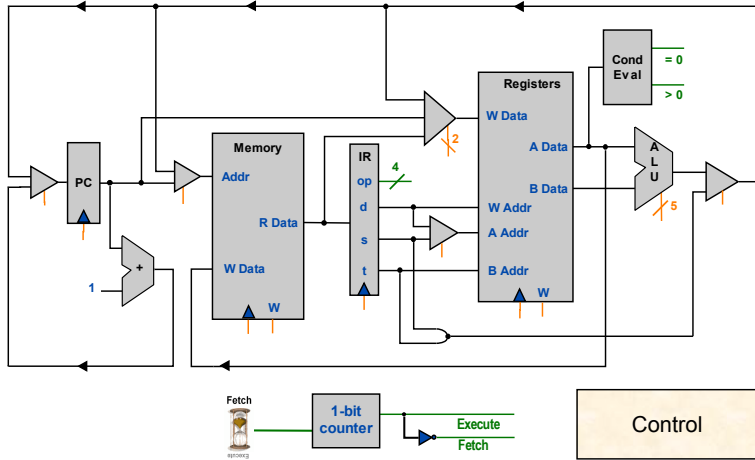 Cond
Eval
= 0
> 0
Registers
W Data
2
A Data
B Data
A
L
U
5
W Addr
A Addr
B Addr
W
Memory
Addr
R Data
W Data
W
IR
op
4
d
s
t
PC
+
1
Fetch
Execute
1-bit
counter
Execute
Fetch
Control